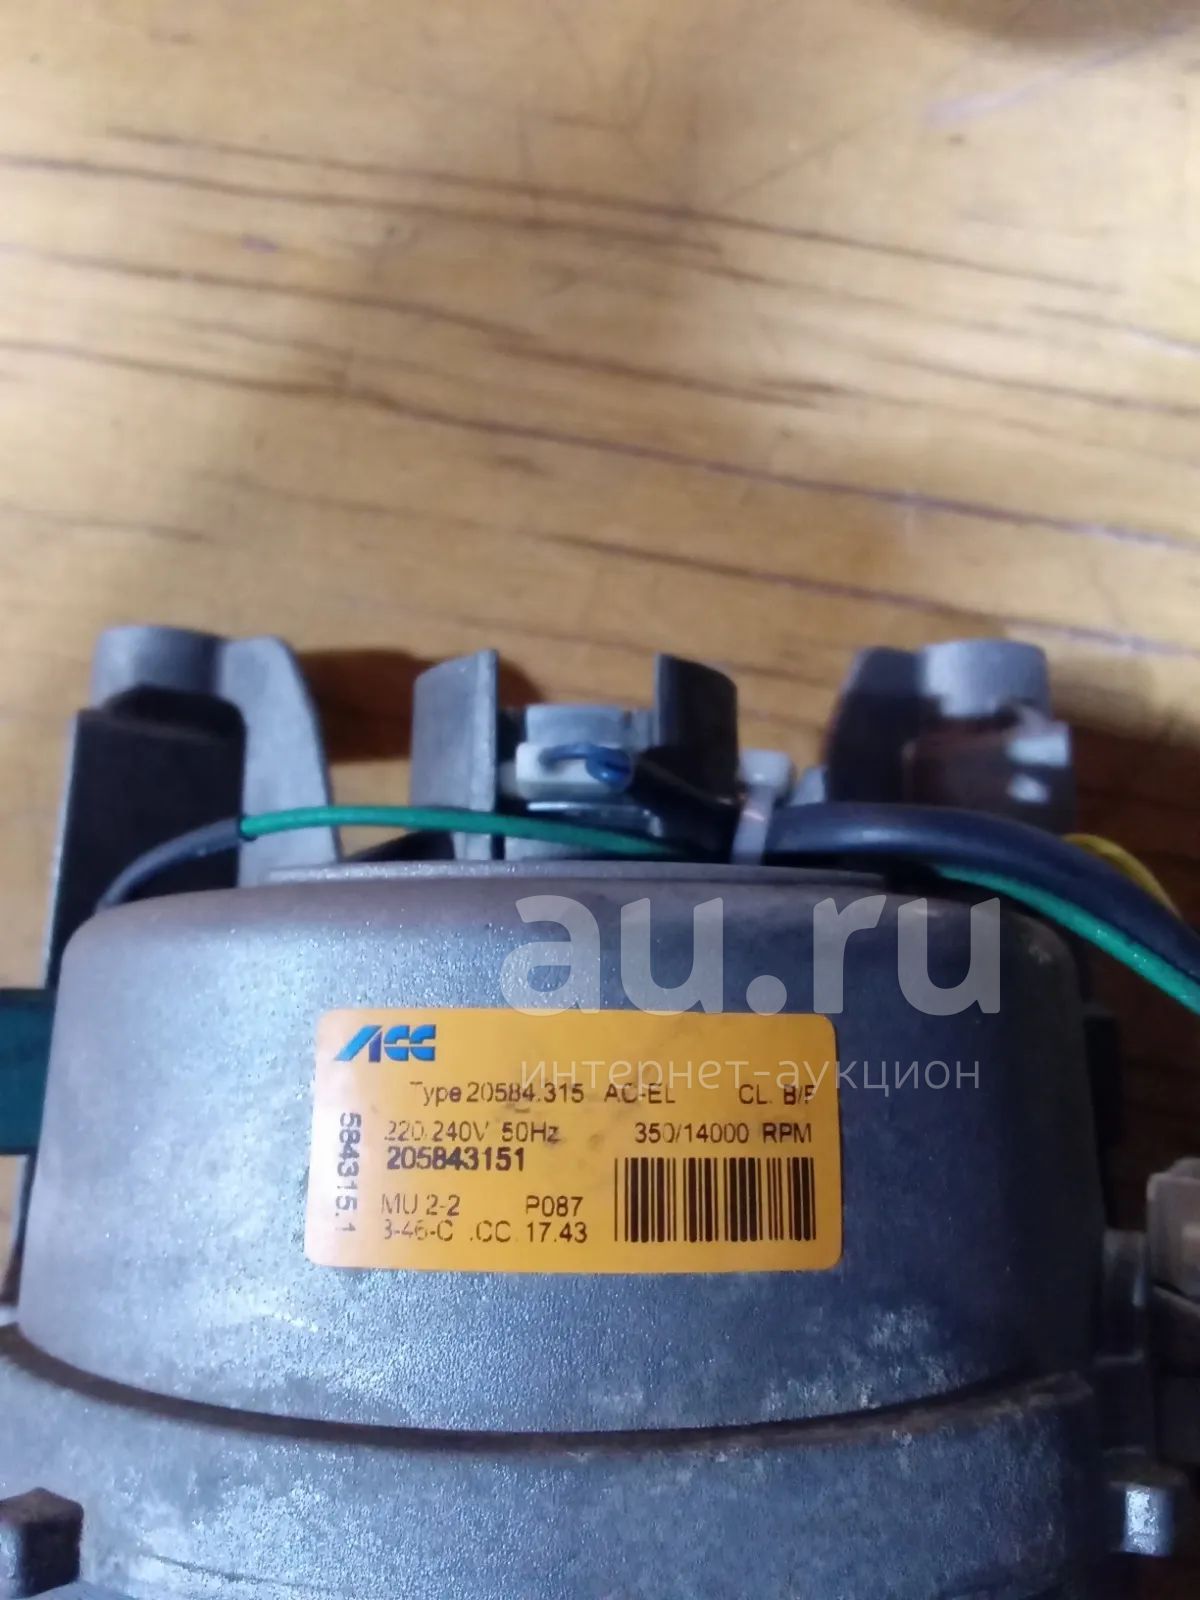 au.ru
интернет-аукцион
ACC
Type 20584.315 AC-EL CL. B/F
220/240V 50Hz 350/14000 RPM
205843151
MU 2-2 P087
3-46-C .CC. 17.43
584315.1